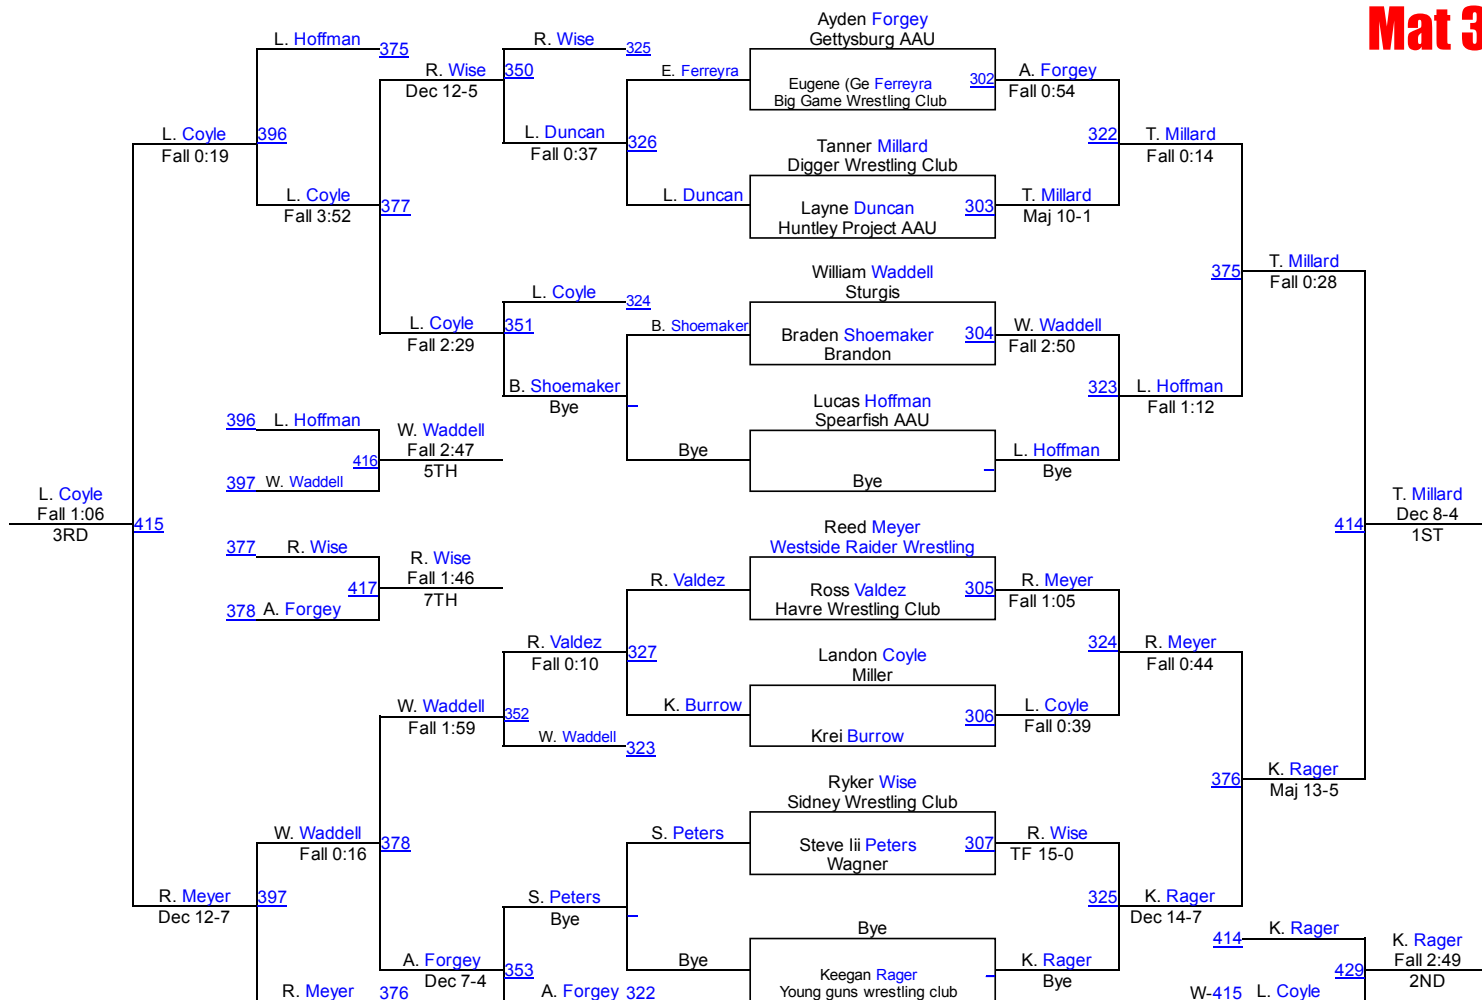 Mat 3
Ayden Forgey
Gettysburg AAU
L. Hoffman 375
R. Wise 325
R. Wise 350
Dec 12-5
E. Ferreyra
Eugene (Ge Ferreyra 302
Big Game Wrestling Club
A. Forgey
Fall 0:54
L. Coyle 396
Fall 0:19
L. Duncan 326
Fall 0:37
Tanner Millard
Digger Wrestling Club
322 T. Millard
Fall 0:14
L. Coyle 377
Fall 3:52
L. Duncan
Layne Duncan 303
Huntley Project AAU
T. Millard
Maj 10-1
William Waddell
Sturgis
375 T. Millard
Fall 0:28
L. Coyle 324
L. Coyle 351
Fall 2:29
B. Shoemaker
Braden Shoemaker 304
Brandon
W. Waddell
Fall 2:50
B. Shoemaker
Bye
Lucas Hoffman
Spearfish AAU
323 L. Hoffman
Fall 1:12
396 L. Hoffman
W. Waddell
Fall 2:47
5TH
416
397 W. Waddell
Bye
Bye
L. Hoffman
Bye
L. Coyle
Fall 1:06
3RD
415
414
T. Millard
Dec 8-4
1ST
Reed Meyer
Westside Raider Wrestling
377 R. Wise
R. Wise
Fall 1:46
7TH
417
378 A. Forgey
R. Valdez
Ross Valdez 305
Havre Wrestling Club
R. Meyer
Fall 1:05
R. Valdez 327
Fall 0:10
Landon Coyle
Miller
324 R. Meyer
Fall 0:44
W. Waddell 352
Fall 1:59
K. Burrow
306
Krei Burrow
L. Coyle
Fall 0:39
W. Waddell 323
Ryker Wise
Sidney Wrestling Club
376 K. Rager
Maj 13-5
W. Waddell 378
Fall 0:16
S. Peters
Steve Iii Peters 307
Wagner
R. Wise
TF 15-0
R. Meyer 397
Dec 12-7
S. Peters
Bye
325 K. Rager
Dec 14-7
Bye
414 K. Rager
K. Rager
Fall 2:49
2ND
429
A. Forgey 353
Dec 7-4
Bye
Keegan Rager
Young guns wrestling club
K. Rager
Bye
R. Meyer 376
A. Forgey 322
W-415 L. Coyle